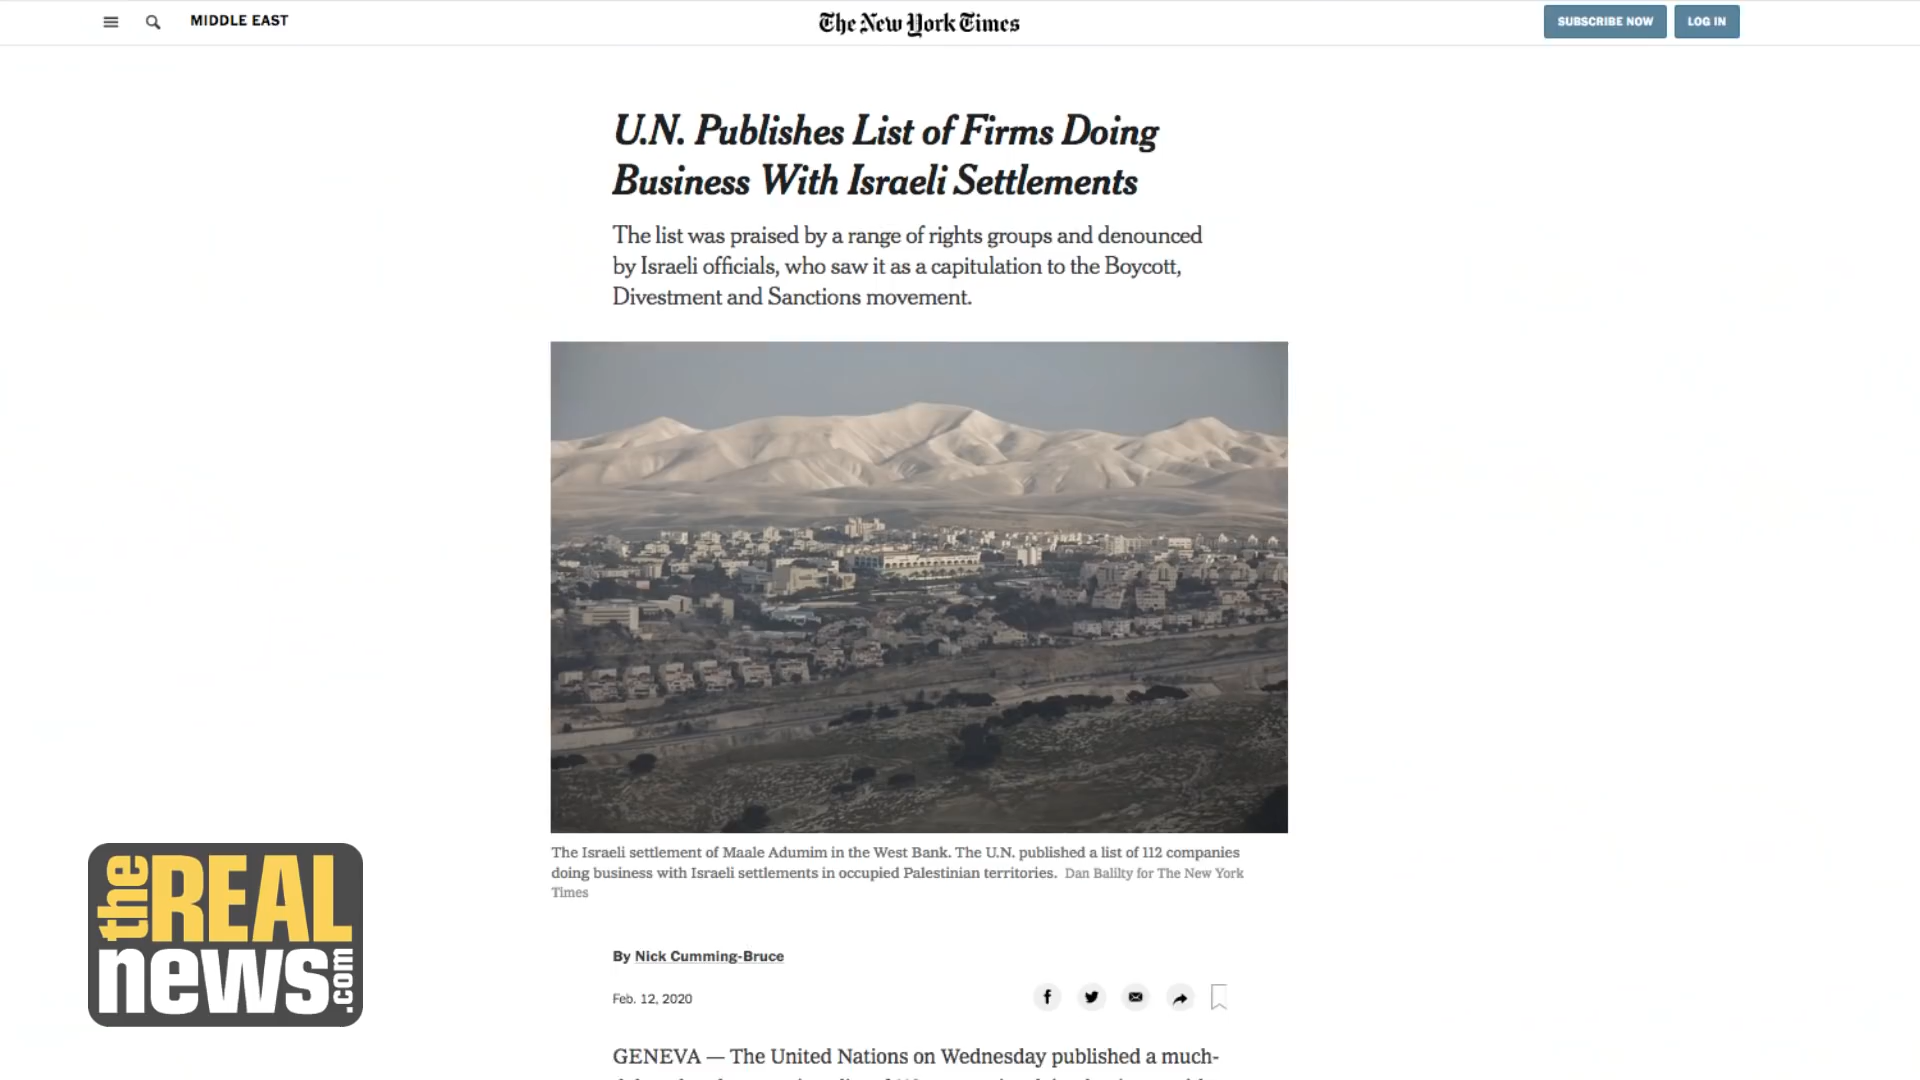 MIDDLE EAST
The New York Times
SUBSCRIBE NOW
LOG IN
U.N. Publishes List of Firms Doing
Business With Israeli Settlements
The list was praised by a range of rights groups and denounced
by Israeli officials, who saw it as a capitulation to the Boycott,
Divestment and Sanctions movement.
The Israeli settlement of Maale Adumim in the West Bank. The U.N. published a list of 112 companies
doing business with Israeli settlements in occupied Palestinian territories. Dan Balilty for The New York
Times
By Nick Cumming-Bruce
Feb. 12, 2020
GENEVA — The United Nations on Wednesday published a much-
the REAL
news.com